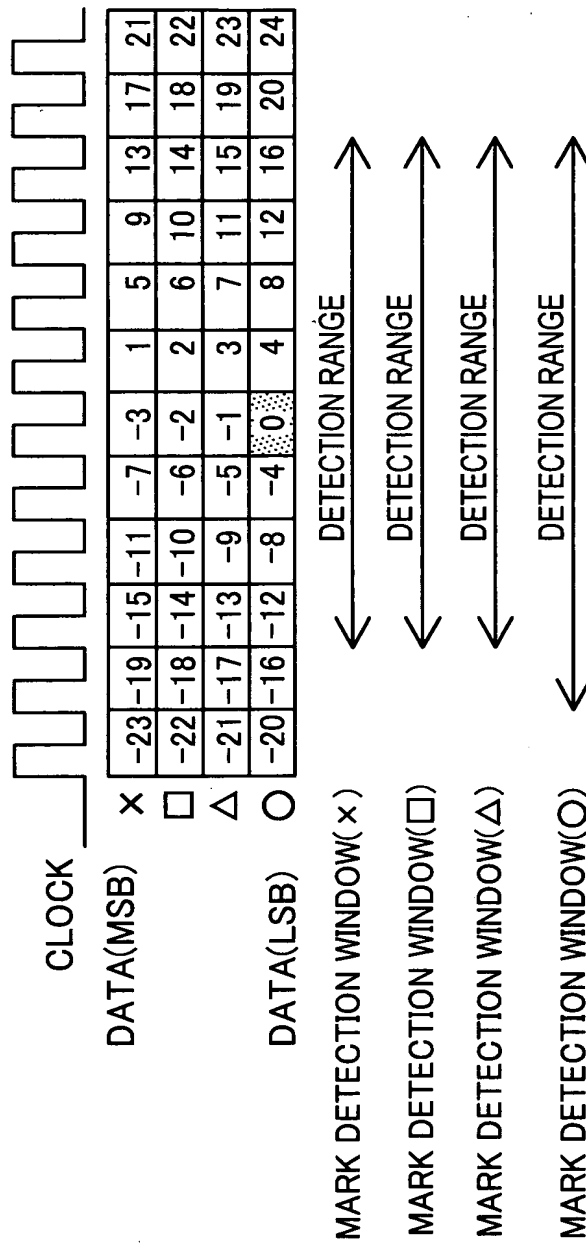 CLOCK
DATA(MSB)
× -23 -19 -15 -11 -7 -3 1 5 9 13 17 21
□ -22 -18 -14 -10 -6 -2 2 6 10 14 18 22
△ -21 -17 -13 -9 -5 -1 3 7 11 15 19 23
DATA(LSB) ○ -20 -16 -12 -8 -4 0 4 8 12 16 20 24
MARK DETECTION WINDOW(×) DETECTION RANGE
MARK DETECTION WINDOW(□) DETECTION RANGE
MARK DETECTION WINDOW(△) DETECTION RANGE
MARK DETECTION WINDOW(○) DETECTION RANGE